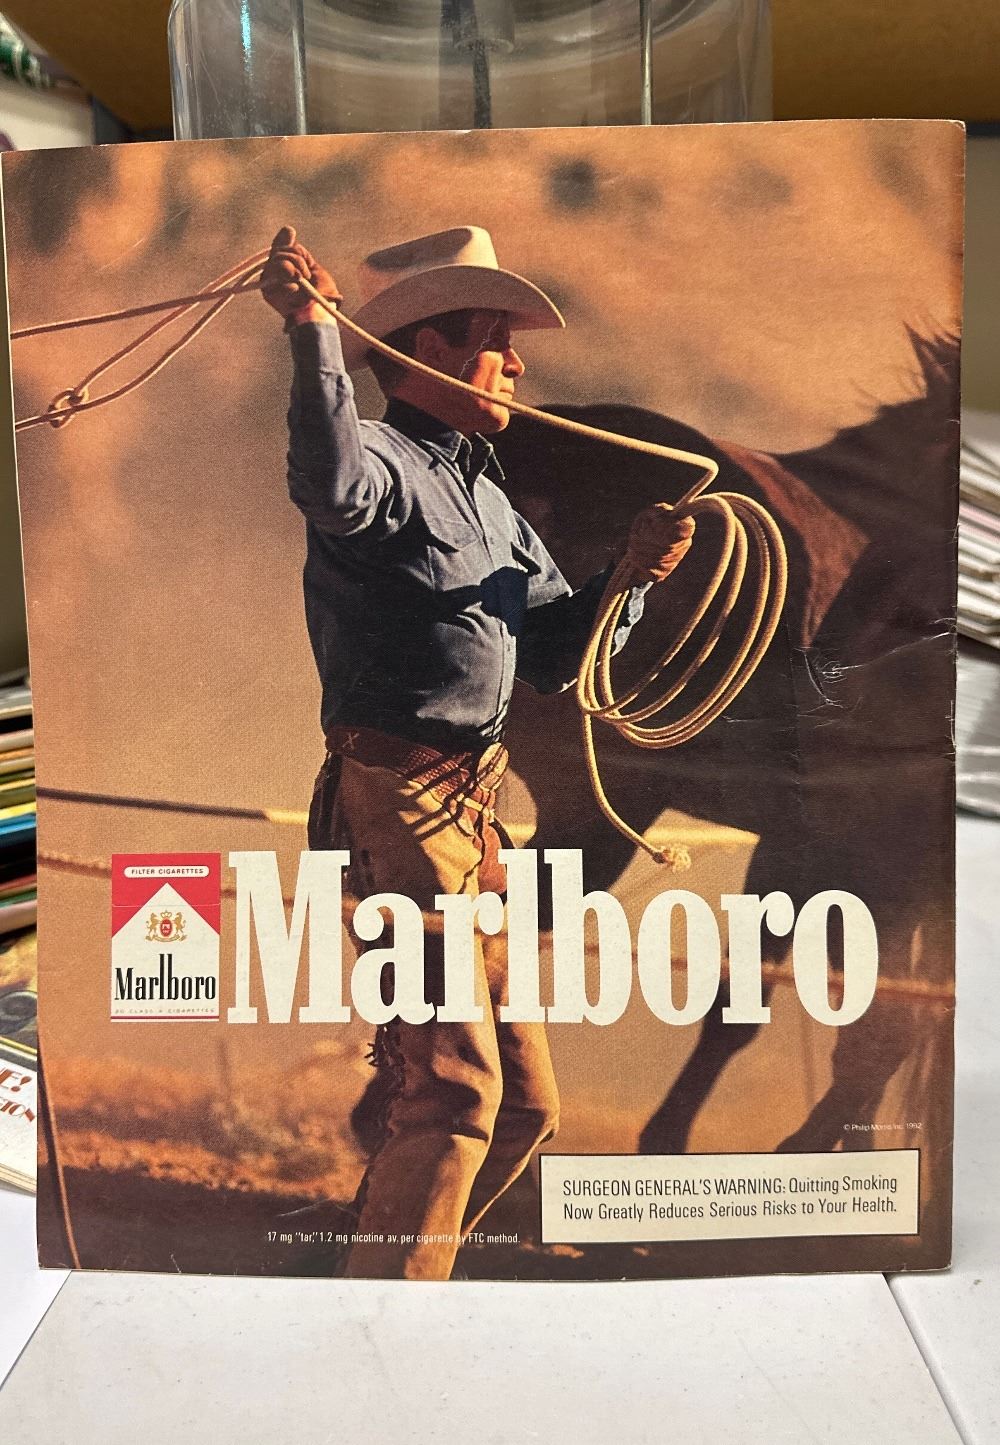 FILTER CIGARETTES
Marlboro
20 CLASS A CIGARETTES
Marlboro
© Philip Morris Inc. 1992
SURGEON GENERAL'S WARNING: Quitting Smoking
Now Greatly Reduces Serious Risks to Your Health.
17 mg "tar," 1.2 mg nicotine av. per cigarette by FTC method.
E!